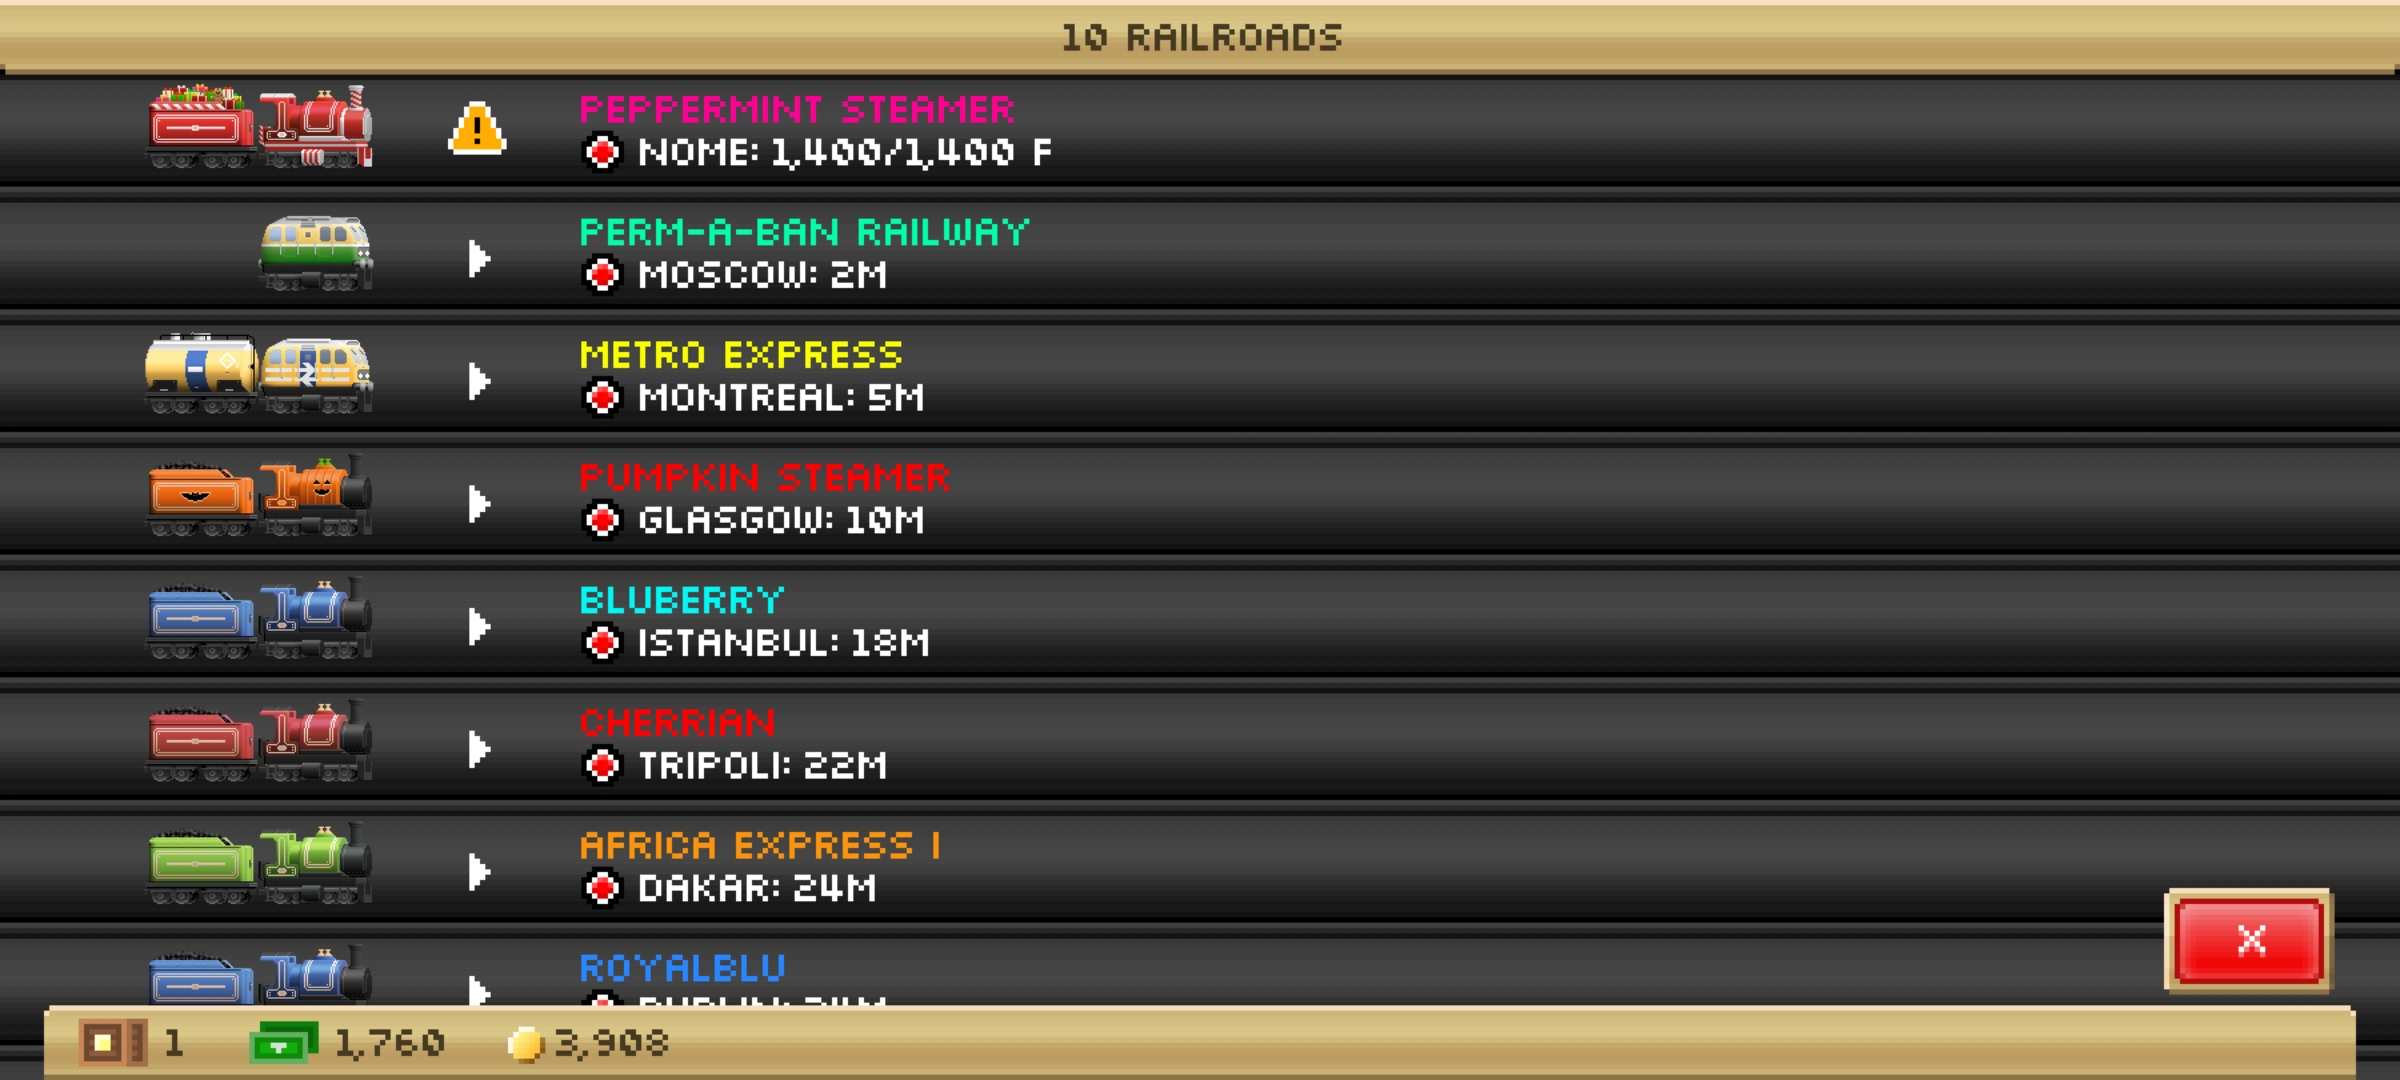 10 RAILROADS
PEPPERMINT STEAMER
! NOME: 1,400/1,400 F
PERM-A-BAN RAILWAY
MOSCOW: 2M
METRO EXPRESS
MONTREAL: 5M
PUMPKIN STEAMER
GLASGOW: 10M
BLUBERRY
ISTANBUL: 18M
CHERRIAN
TRIPOLI: 22M
AFRICA EXPRESS I
DAKAR: 24M
ROYALBLU
X
1 1,760 3,908